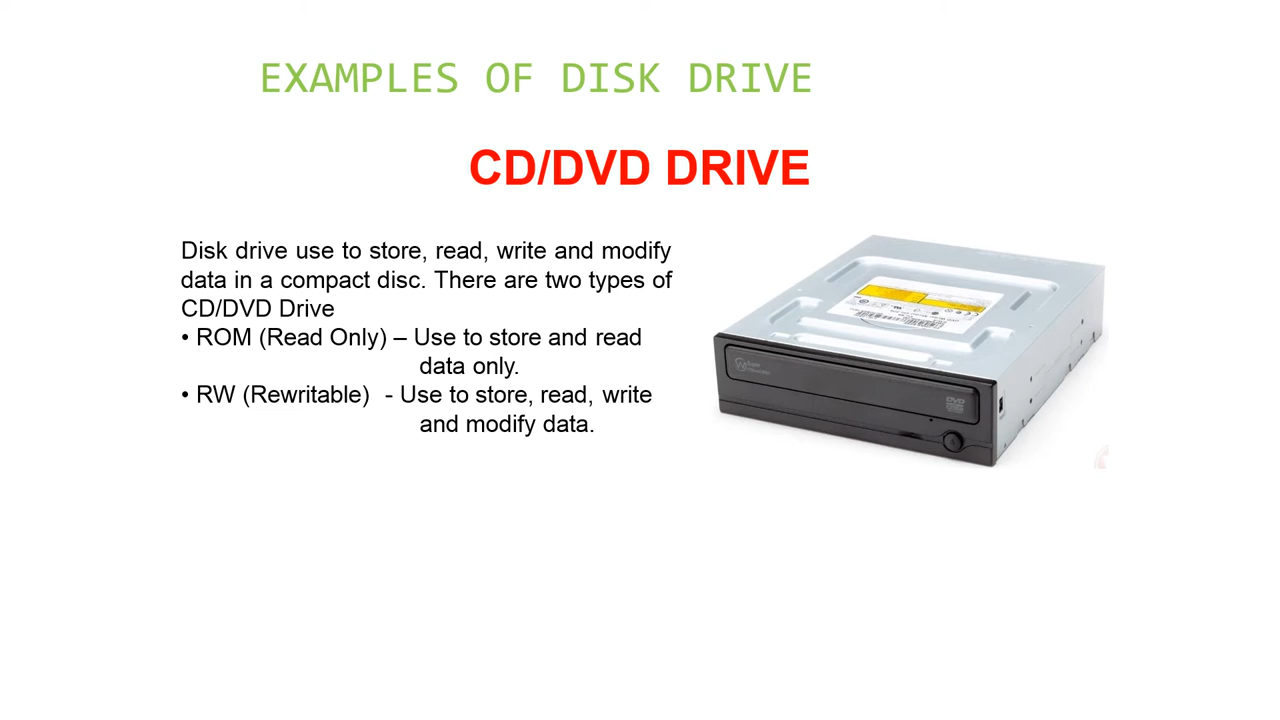 EXAMPLES OF DISK DRIVE
CD/DVD DRIVE
Disk drive use to store, read, write and modify
data in a compact disc. There are two types of
CD/DVD Drive
• ROM (Read Only) – Use to store and read
data only.
• RW (Rewritable) - Use to store, read, write
and modify data.
DVD